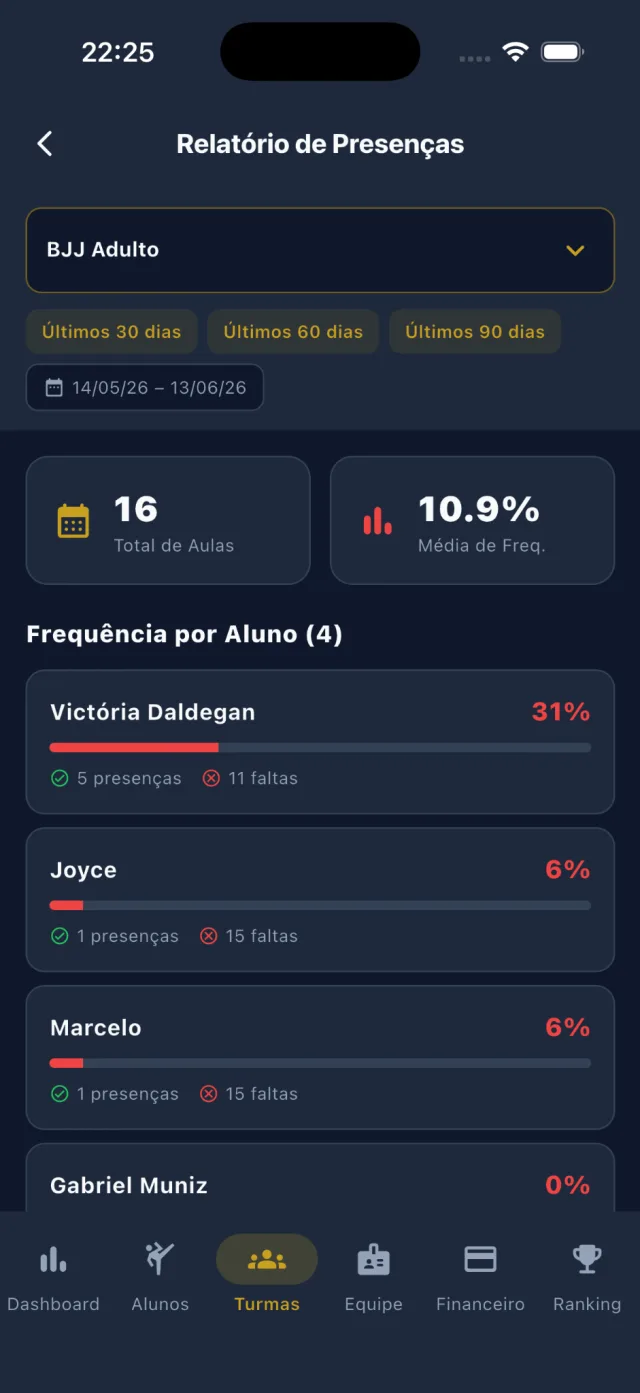 22:25
Relatório de Presenças
BJJ Adulto
Últimos 30 dias Últimos 60 dias Últimos 90 dias
14/05/26 – 13/06/26
16
Total de Aulas
10.9%
Média de Freq.
Frequência por Aluno (4)
Victória Daldegan 31%
5 presenças 11 faltas
Joyce 6%
1 presenças 15 faltas
Marcelo 6%
1 presenças 15 faltas
Gabriel Muniz 0%
Dashboard Alunos Turmas Equipe Financeiro Ranking